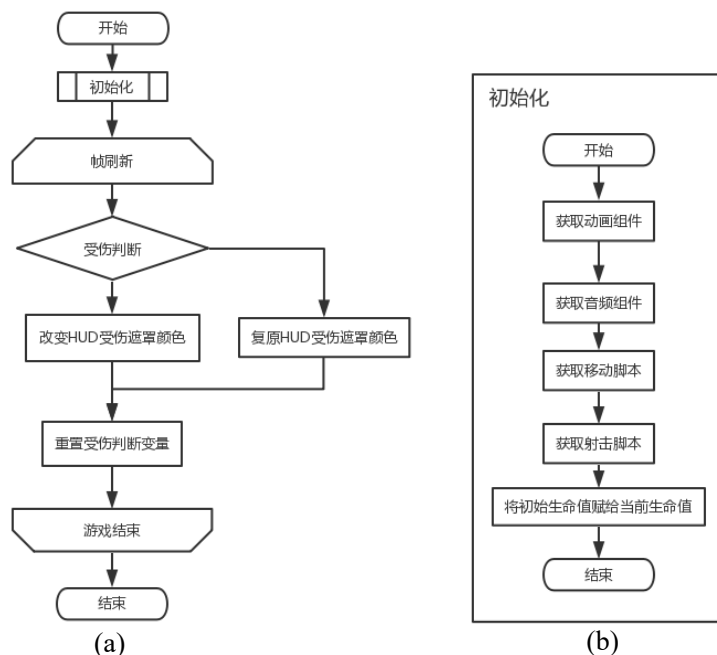 开始
初始化
帧刷新
受伤判断
改变HUD受伤遮罩颜色
复原HUD受伤遮罩颜色
重置受伤判断变量
游戏结束
结束
(a)
初始化
开始
获取动画组件
获取音频组件
获取移动脚本
获取射击脚本
将初始生命值赋给当前生命值
结束
(b)